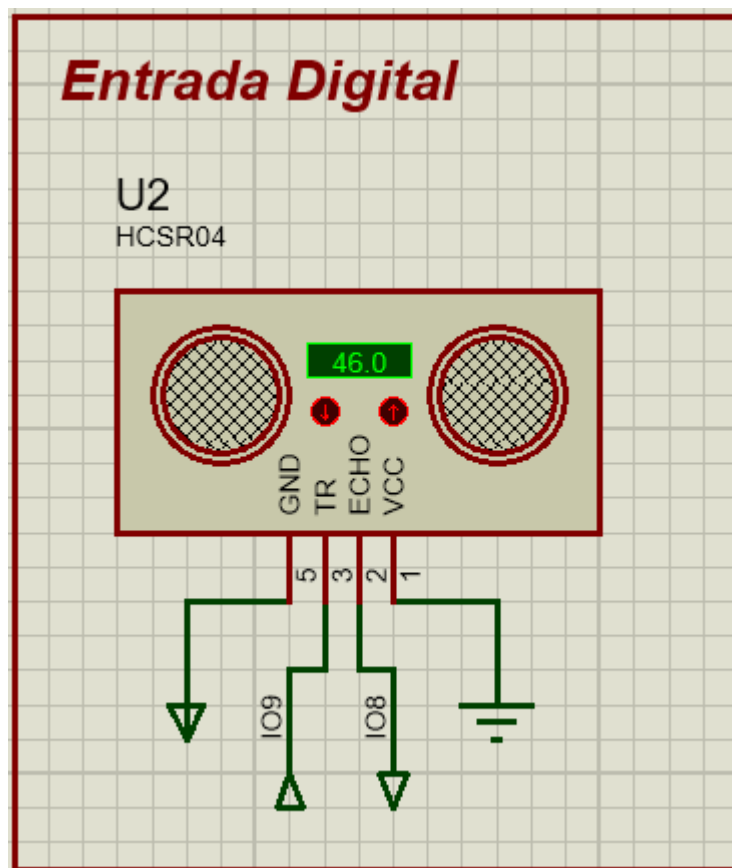 Entrada Digital
U2
HCSR04
46.0
GND
TR
ECHO
VCC
5
3
2
1
IO9
IO8